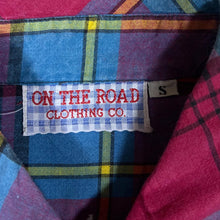 ON THE ROAD
CLOTHING CO.
S